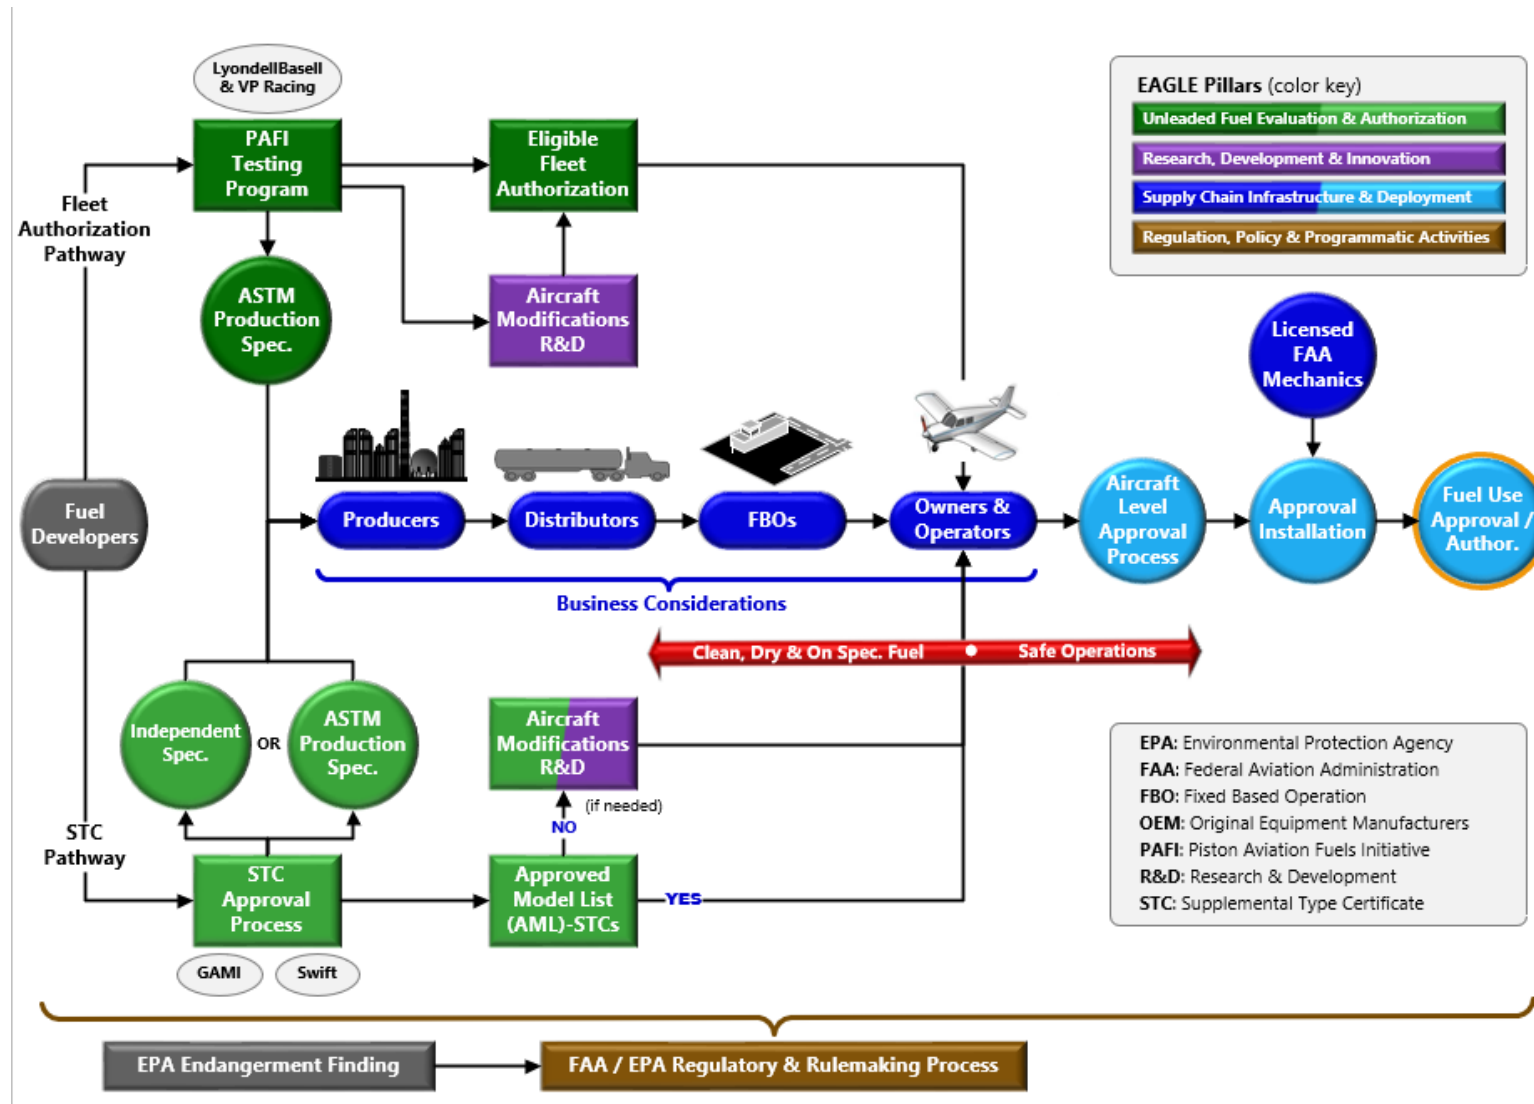 LyondellBasell
& VP Racing
EAGLE Pillars (color key)
Unleaded Fuel Evaluation & Authorization
Research, Development & Innovation
Supply Chain Infrastructure & Deployment
Regulation, Policy & Programmatic Activities
PAFI
Testing
Program
Eligible
Fleet
Authorization
Fleet
Authorization
Pathway
ASTM
Production
Spec.
Aircraft
Modifications
R&D
Licensed
FAA
Mechanics
Fuel
Developers
Producers
Distributors
FBOs
Owners &
Operators
Aircraft
Level
Approval
Process
Approval
Installation
Fuel Use
Approval /
Author.
Business Considerations
Clean, Dry & On Spec. Fuel
Safe Operations
Independent
Spec.
OR
ASTM
Production
Spec.
Aircraft
Modifications
R&D
(if needed)
NO
STC
Pathway
STC
Approval
Process
Approved
Model List
(AML)-STCs
YES
GAMI
Swift
EPA: Environmental Protection Agency
FAA: Federal Aviation Administration
FBO: Fixed Based Operation
OEM: Original Equipment Manufacturers
PAFI: Piston Aviation Fuels Initiative
R&D: Research & Development
STC: Supplemental Type Certificate
EPA Endangerment Finding
FAA / EPA Regulatory & Rulemaking Process